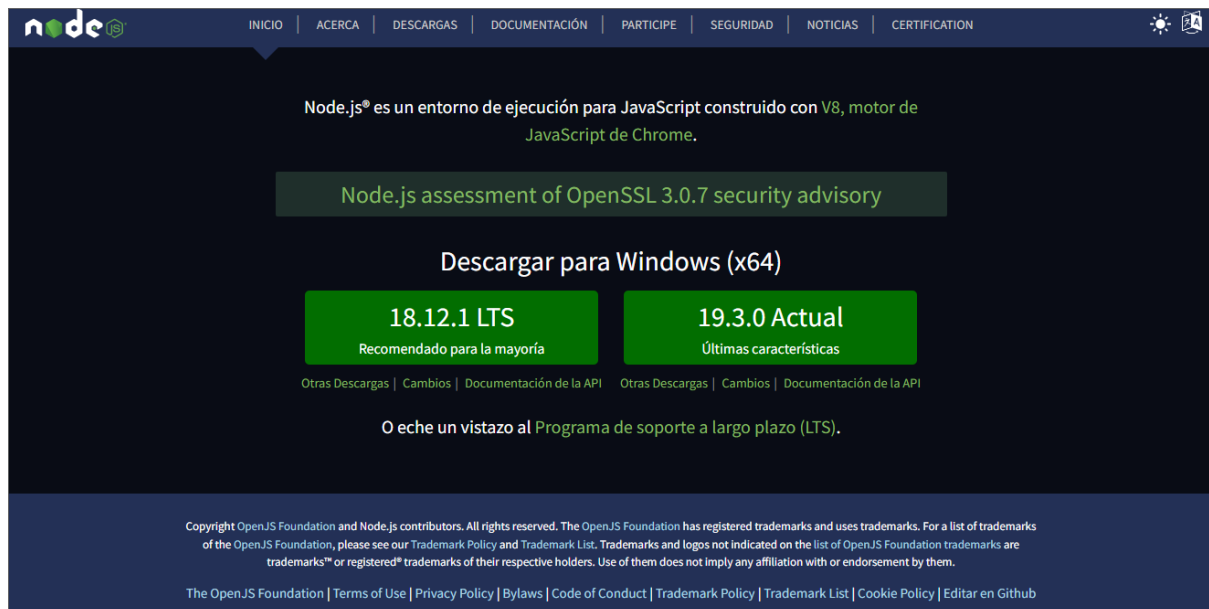 node js
INICIO | ACERCA | DESCARGAS | DOCUMENTACIÓN | PARTICIPE | SEGURIDAD | NOTICIAS | CERTIFICATION
Node.js® es un entorno de ejecución para JavaScript construido con V8, motor de
JavaScript de Chrome.
Node.js assessment of OpenSSL 3.0.7 security advisory
Descargar para Windows (x64)
18.12.1 LTS
Recomendado para la mayoría
19.3.0 Actual
Últimas características
Otras Descargas | Cambios | Documentación de la API
Otras Descargas | Cambios | Documentación de la API
O eche un vistazo al Programa de soporte a largo plazo (LTS).
Copyright OpenJS Foundation and Node.js contributors. All rights reserved. The OpenJS Foundation has registered trademarks and uses trademarks. For a list of trademarks
of the OpenJS Foundation, please see our Trademark Policy and Trademark List. Trademarks and logos not indicated on the list of OpenJS Foundation trademarks are
trademarks™ or registered® trademarks of their respective holders. Use of them does not imply any affiliation with or endorsement by them.
The OpenJS Foundation | Terms of Use | Privacy Policy | Bylaws | Code of Conduct | Trademark Policy | Trademark List | Cookie Policy | Editar en Github